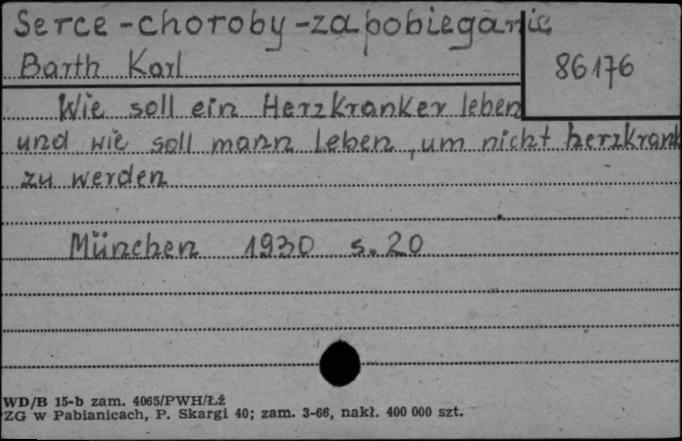 Serce - choroby - zapobieganie
Barth Karl
86176
Wie soll ein Herzkranker leben
und wie soll mann leben, um nicht herzkrank
zu werden
München 1930 s. 20
WD/B 15-b zam. 4065/PWH/Łź
ZG w Pabianicach, P. Skargi 40; zam. 3-66, nakł. 400 000 szt.